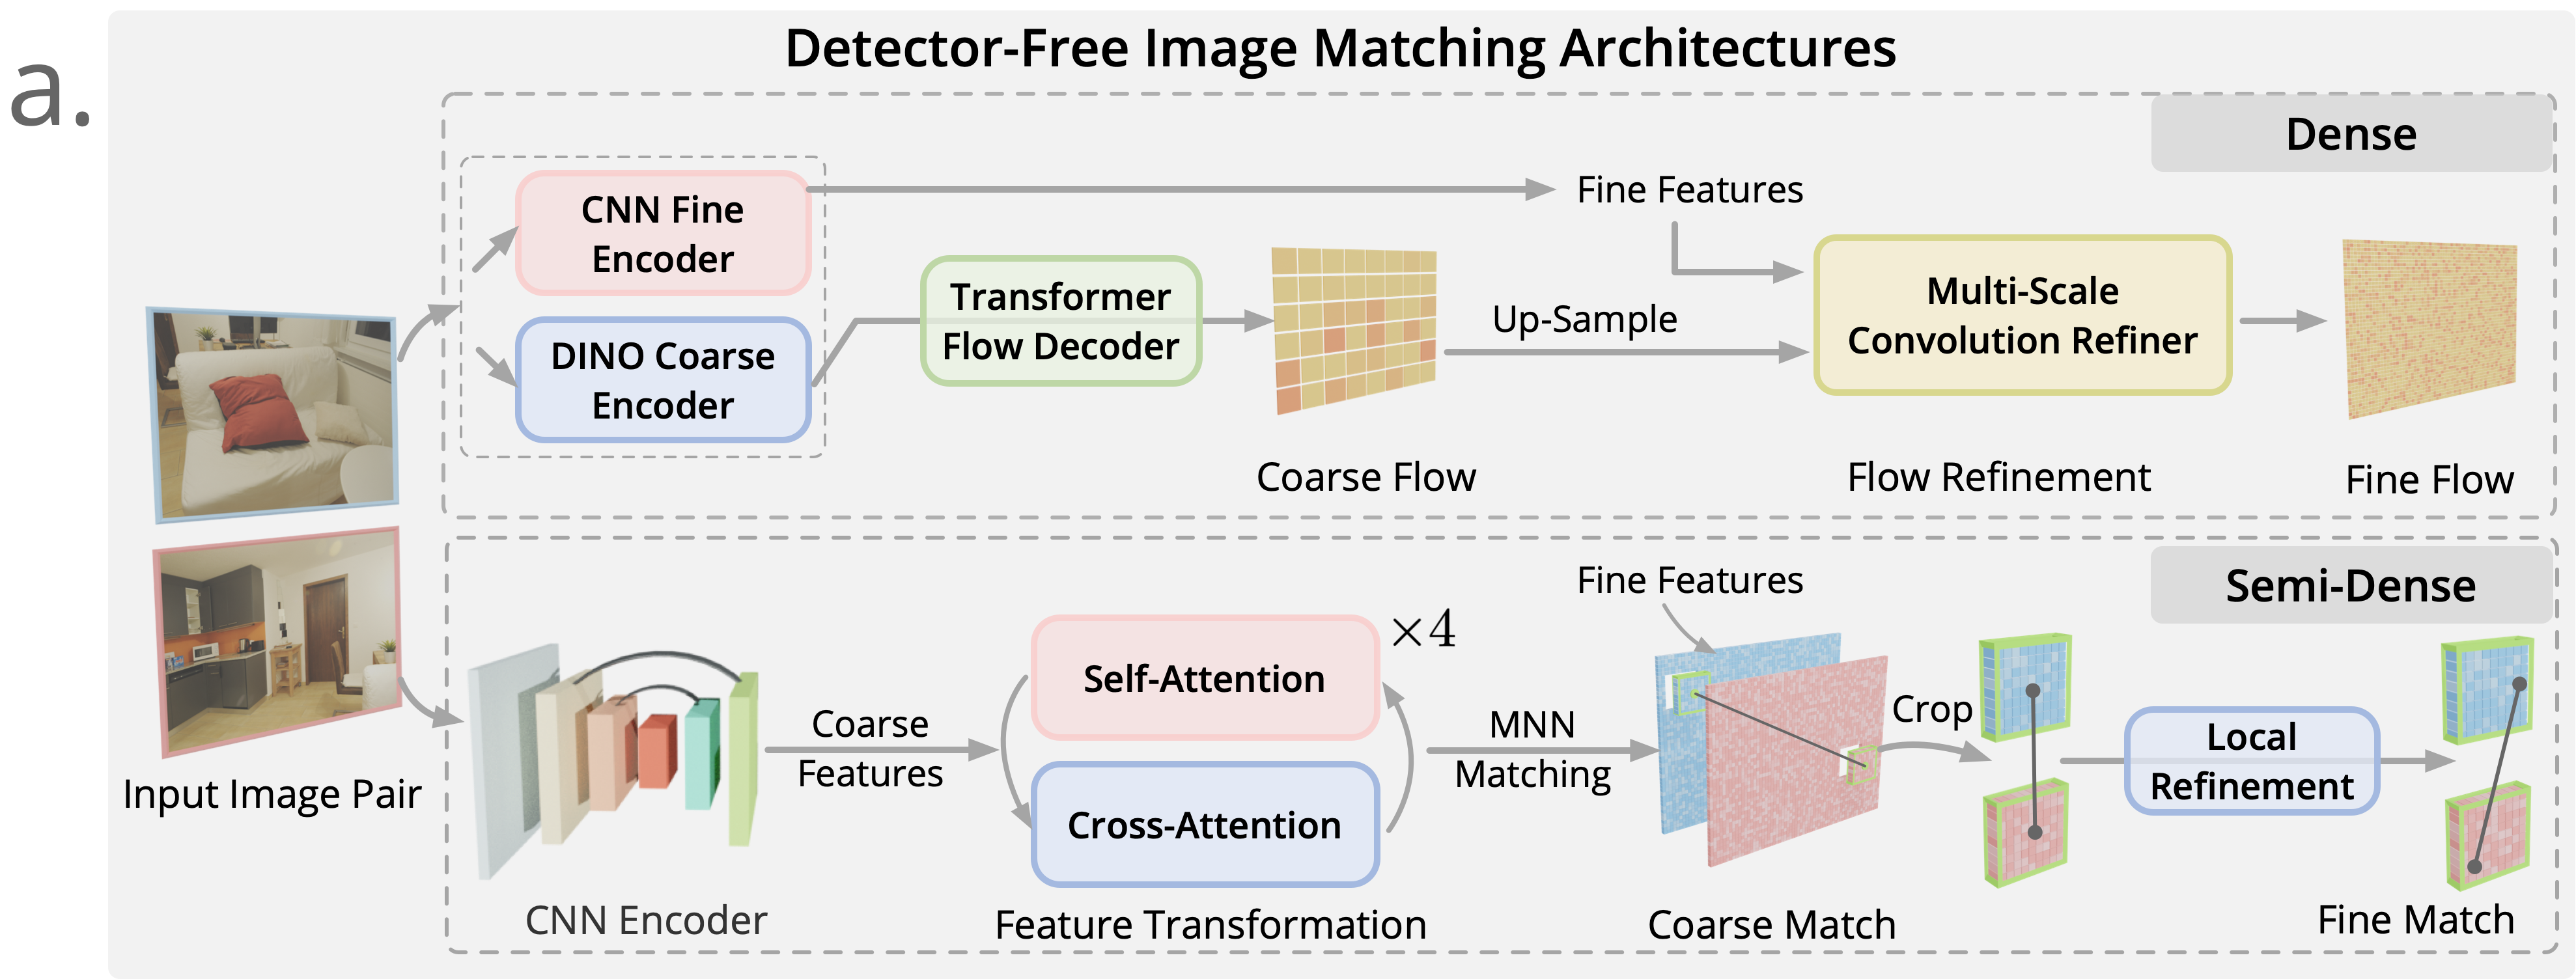 a.
Detector-Free Image Matching Architectures
Dense
CNN Fine
Encoder
DINO Coarse
Encoder
Transformer
Flow Decoder
Coarse Flow
Fine Features
Up-Sample
Multi-Scale
Convolution Refiner
Flow Refinement
Fine Flow
Input Image Pair
Semi-Dense
CNN Encoder
Coarse
Features
Self-Attention
×4
Cross-Attention
Feature Transformation
MNN
Matching
Fine Features
Coarse Match
Crop
Local
Refinement
Fine Match